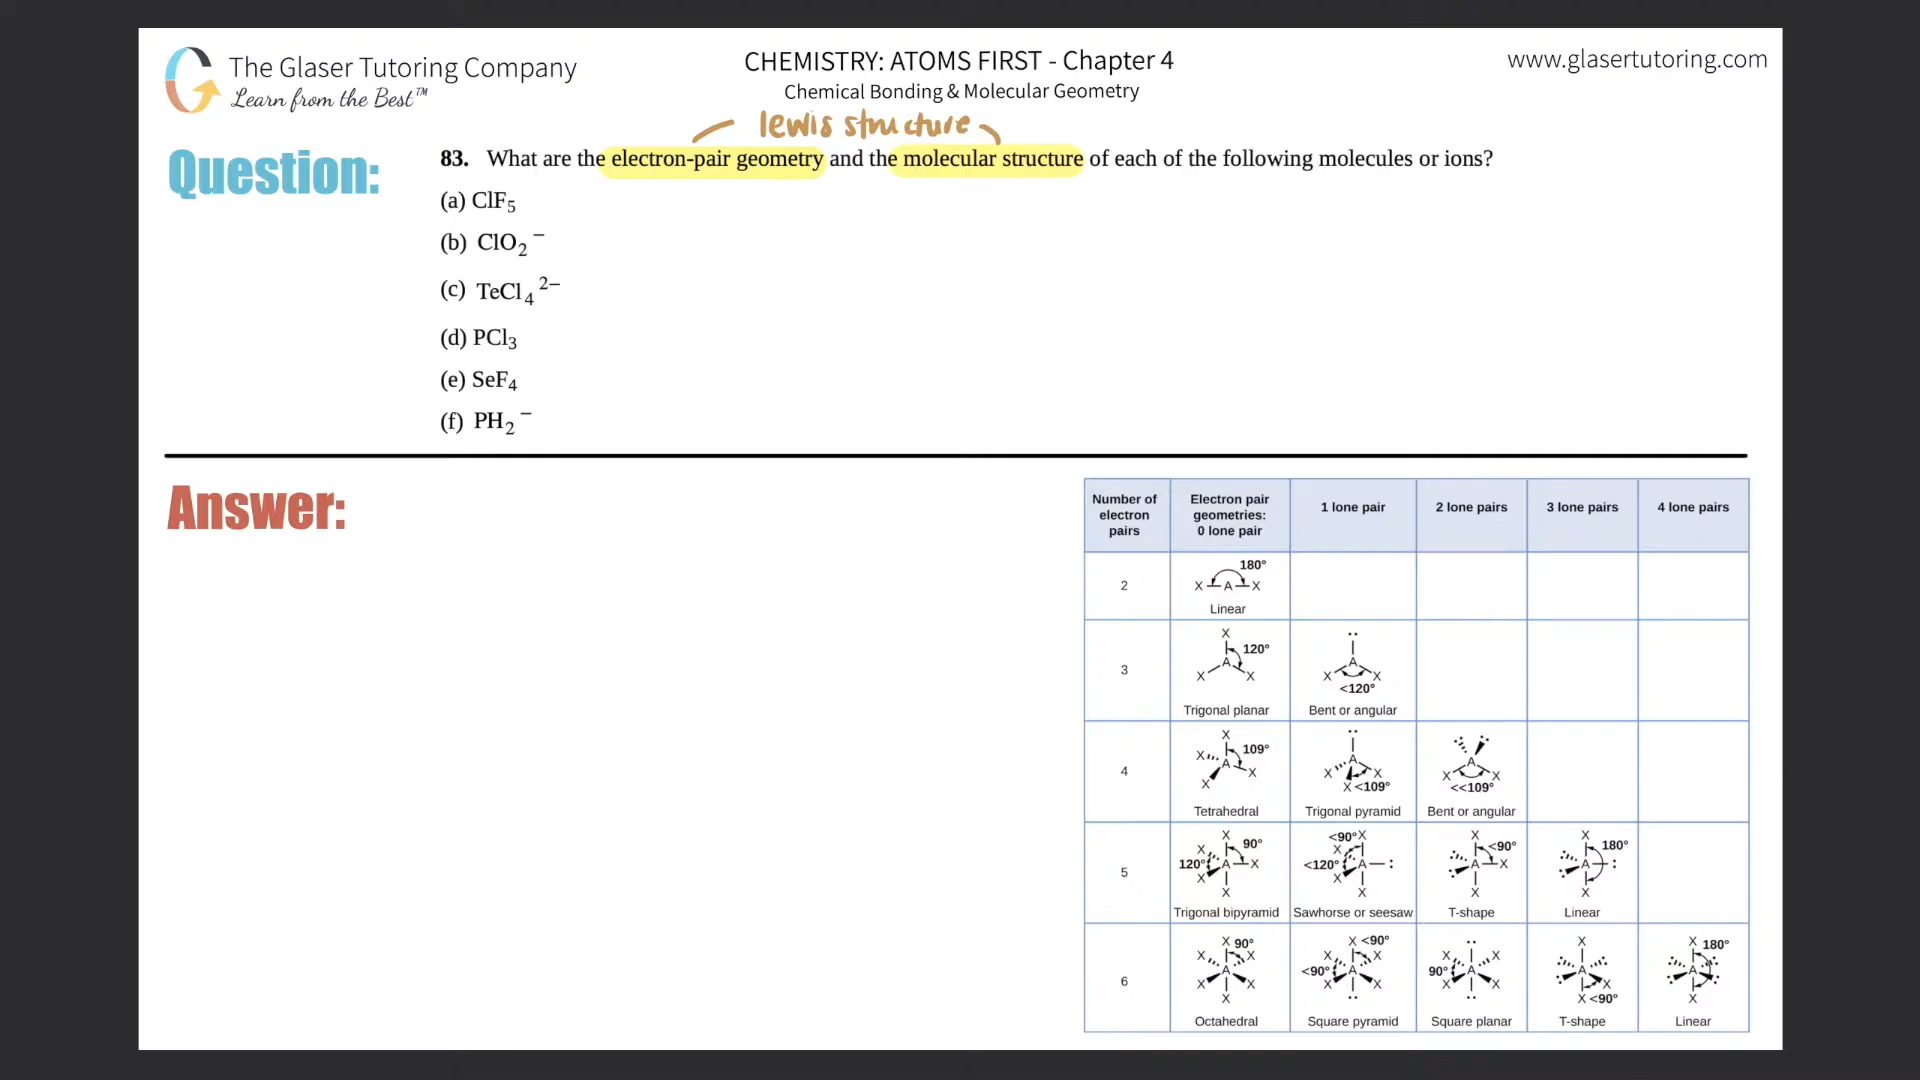 The Glaser Tutoring Company
Learn from the Best™
CHEMISTRY: ATOMS FIRST - Chapter 4
Chemical Bonding & Molecular Geometry
www.glasertutoring.com
lewis structure
Question:
83. What are the electron-pair geometry and the molecular structure of each of the following molecules or ions?
(a) ClF5
(b) ClO2 −
(c) TeCl4 2−
(d) PCl3
(e) SeF4
(f) PH2 −
Answer:
Number of electron pairs
Electron pair geometries: 0 lone pair
1 lone pair
2 lone pairs
3 lone pairs
4 lone pairs
2
180°
X A X
Linear
3
X
120°
A
X X
Trigonal planar
A
X X
<120°
Bent or angular
4
X
109°
X A
X X
Tetrahedral
A
X X
X <109°
Trigonal pyramid
A
X X
<<109°
Bent or angular
5
X 90°
X
120° A X
X
X
Trigonal bipyramid
<90° X
X
<120° A :
X
X
Sawhorse or seesaw
X <90°
A X
X
T-shape
X 180°
A :
X
Linear
6
X 90°
X X
A
X X
X
Octahedral
X <90°
X X
<90° A
X X
Square pyramid
X X
90° A
X X
Square planar
X
A
X
X <90°
T-shape
X 180°
A
X
Linear